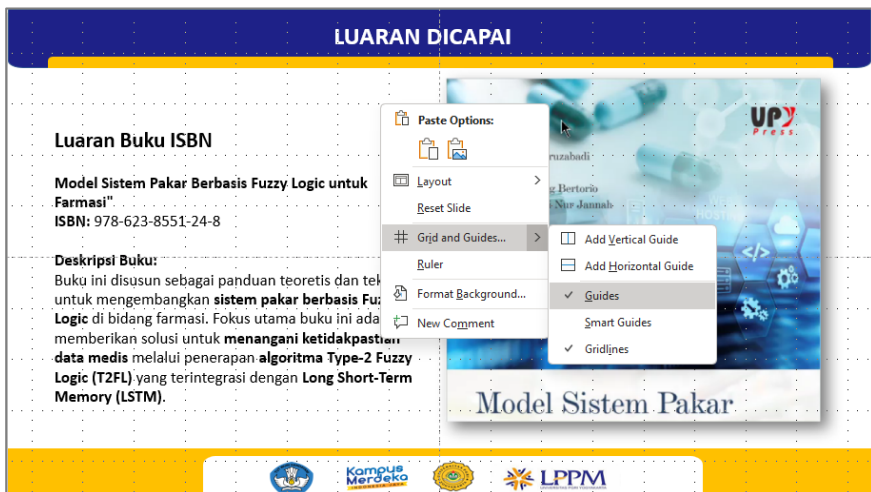 LUARAN DICAPAI
Luaran Buku ISBN
Model Sistem Pakar Berbasis Fuzzy Logic untuk
Farmasi"
ISBN: 978-623-8551-24-8
Deskripsi Buku:
Buku ini disusun sebagai panduan teoretis dan
untuk mengembangkan sistem pakar berbasis
Logic di bidang farmasi. Fokus utama buku ini
memberikan solusi untuk menangani ketidakpastian
data medis melalui penerapan algoritma Type-2 Fuzzy
Logic (T2FL) yang terintegrasi dengan Long Short-Term
Memory (LSTM).
Paste Options:
Layout
Reset Slide
Grid and Guides...
Ruler
Format Background...
New Comment
Add Vertical Guide
Add Horizontal Guide
Guides
Smart Guides
Gridlines
UPY
Press
Bertorio
Nur Jannah
Model Sistem Pakar
Kampus
Merdeka
INDONESIA JAYA
LPPM